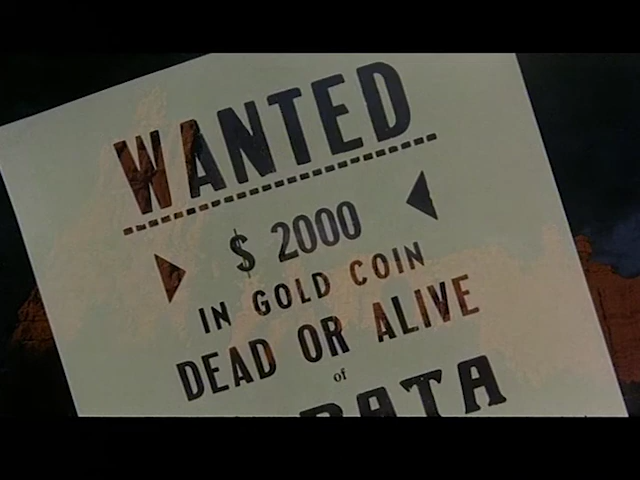 WANTED
$ 2000
IN GOLD COIN
DEAD OR ALIVE
of